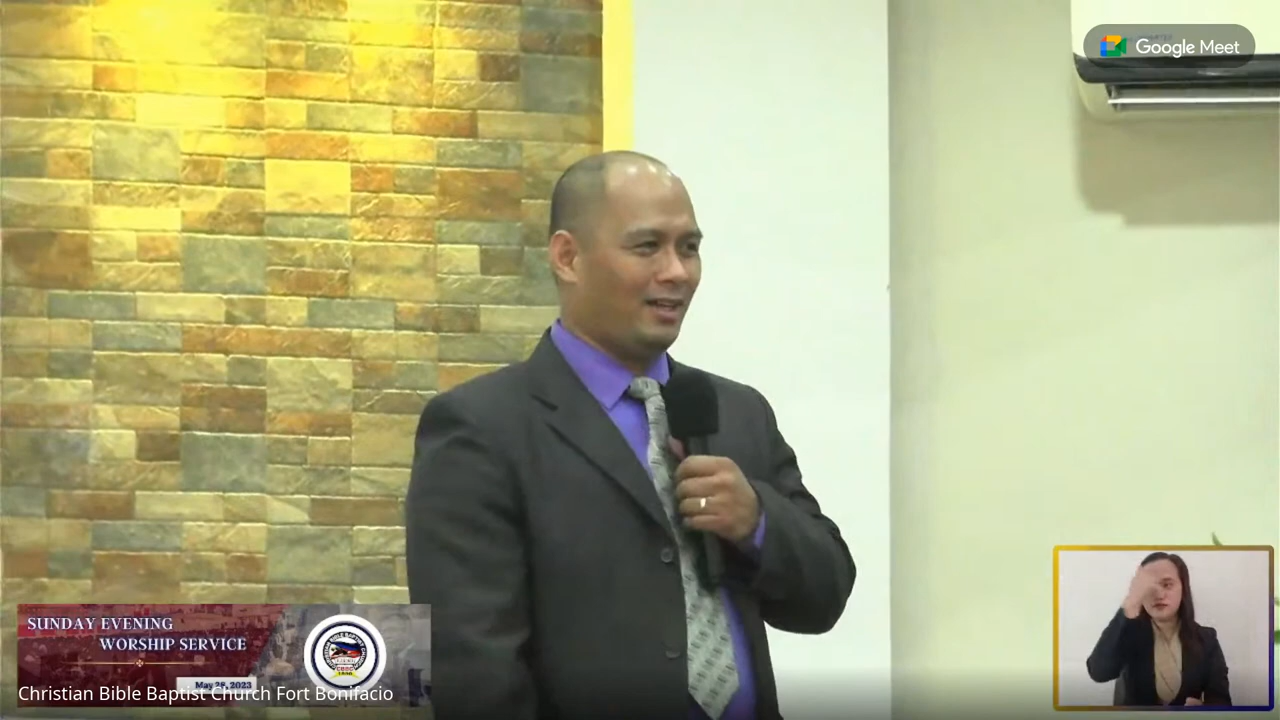 Google Meet
SUNDAY EVENING
WORSHIP SERVICE
May 28, 2023
Christian Bible Baptist Church Fort Bonifacio